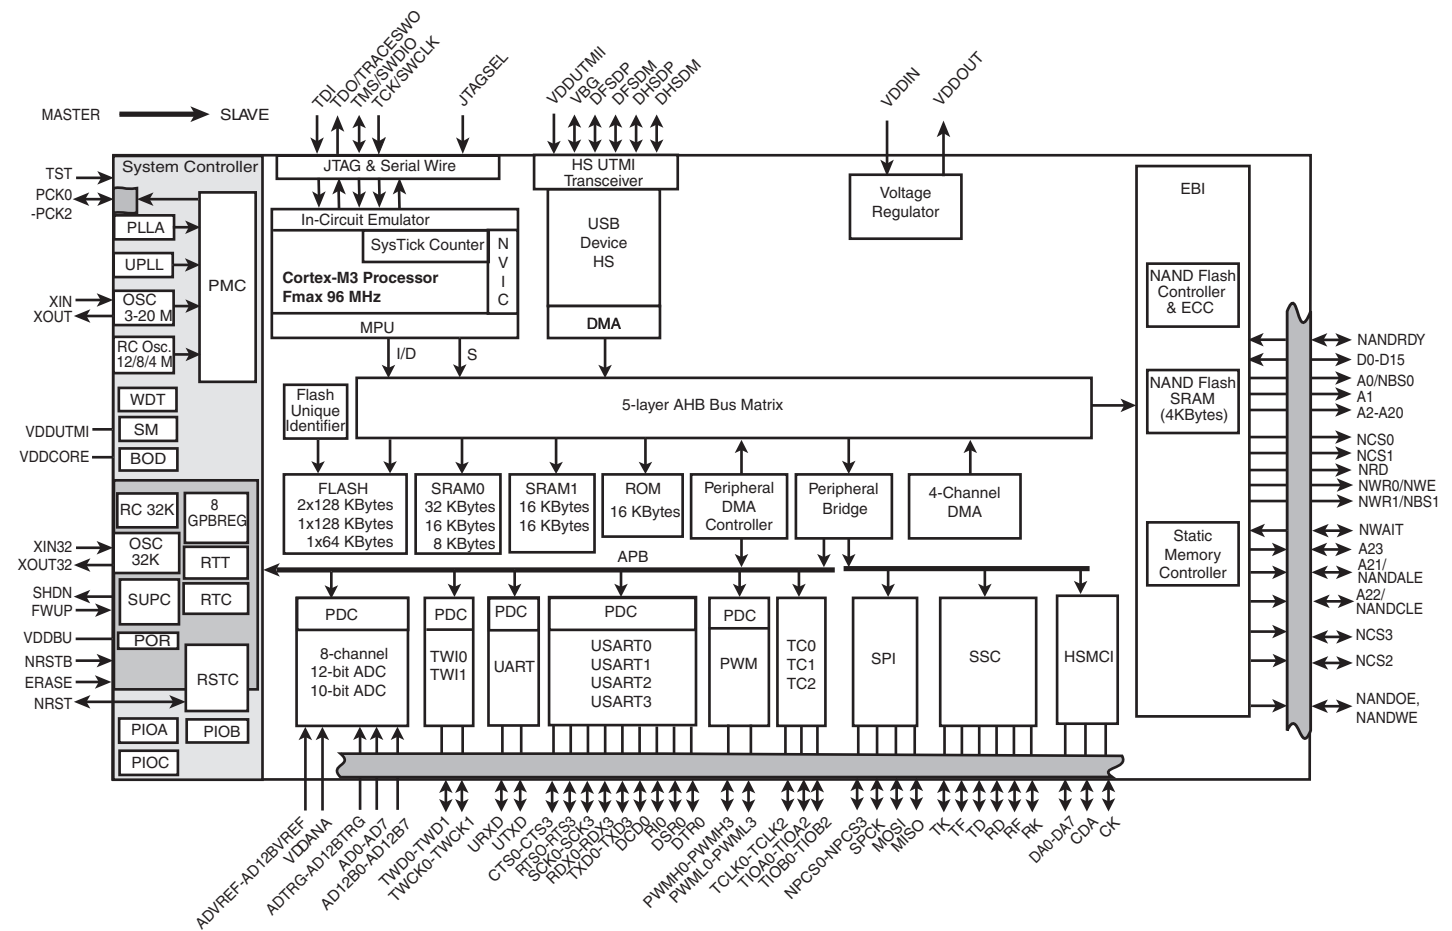 MASTER
SLAVE
TDI
TDO/TRACESWO
TMS/SWDIO
TCK/SWCLK
JTAGSEL
VDDUTMII
VBG
DFSDP
DFSDM
DHSDP
DHSDM
VDDIN
VDDOUT
TST
PCK0
-PCK2
XIN
XOUT
VDDUTMI
VDDCORE
XIN32
XOUT32
SHDN
FWUP
VDDBU
NRSTB
ERASE
NRST
System Controller
PLLA
UPLL
OSC
3-20 M
RC Osc.
12/8/4 M
PMC
WDT
SM
BOD
RC 32K
8
GPBREG
OSC
32K
RTT
SUPC
RTC
POR
RSTC
PIOA
PIOB
PIOC
JTAG & Serial Wire
In-Circuit Emulator
SysTick Counter
N
V
I
C
Cortex-M3 Processor
Fmax 96 MHz
MPU
I/D
S
HS UTMI
Transceiver
USB
Device
HS
DMA
Voltage
Regulator
Flash
Unique
Identifier
5-layer AHB Bus Matrix
FLASH
2x128 KBytes
1x128 KBytes
1x64 KBytes
SRAM0
32 KBytes
16 KBytes
8 KBytes
SRAM1
16 KBytes
16 KBytes
ROM
16 KBytes
Peripheral
DMA
Controller
Peripheral
Bridge
4-Channel
DMA
APB
PDC
8-channel
12-bit ADC
10-bit ADC
PDC
TWI0
TWI1
PDC
UART
PDC
USART0
USART1
USART2
USART3
PDC
PWM
TC0
TC1
TC2
SPI
SSC
HSMCI
EBI
NAND Flash
Controller
& ECC
NAND Flash
SRAM
(4KBytes)
Static
Memory
Controller
NANDRDY
D0-D15
A0/NBS0
A1
A2-A20
NCS0
NCS1
NRD
NWR0/NWE
NWR1/NBS1
NWAIT
A23
A21/
NANDALE
A22/
NANDCLE
NCS3
NCS2
NANDOE,
NANDWE
ADVREF-AD12BVREF
VDDANA
ADTRG-AD12BTRG
AD0-AD7
AD12B0-AD12B7
TWD0-TWD1
TWCK0-TWCK1
URXD
UTXD
CTS0-CTS3
RTS0-RTS3
SCK0-SCK3
RDX0-RDX3
TXD0-TXD3
DCD0
RI0
DSR0
DTR0
PWMH0-PWMH3
PWML0-PWML3
TCLK0-TCLK2
TIOA0-TIOA2
TIOB0-TIOB2
NPCS0-NPCS3
SPCK
MOSI
MISO
TK
TF
TD
RD
RF
RK
DA0-DA7
CDA
CK